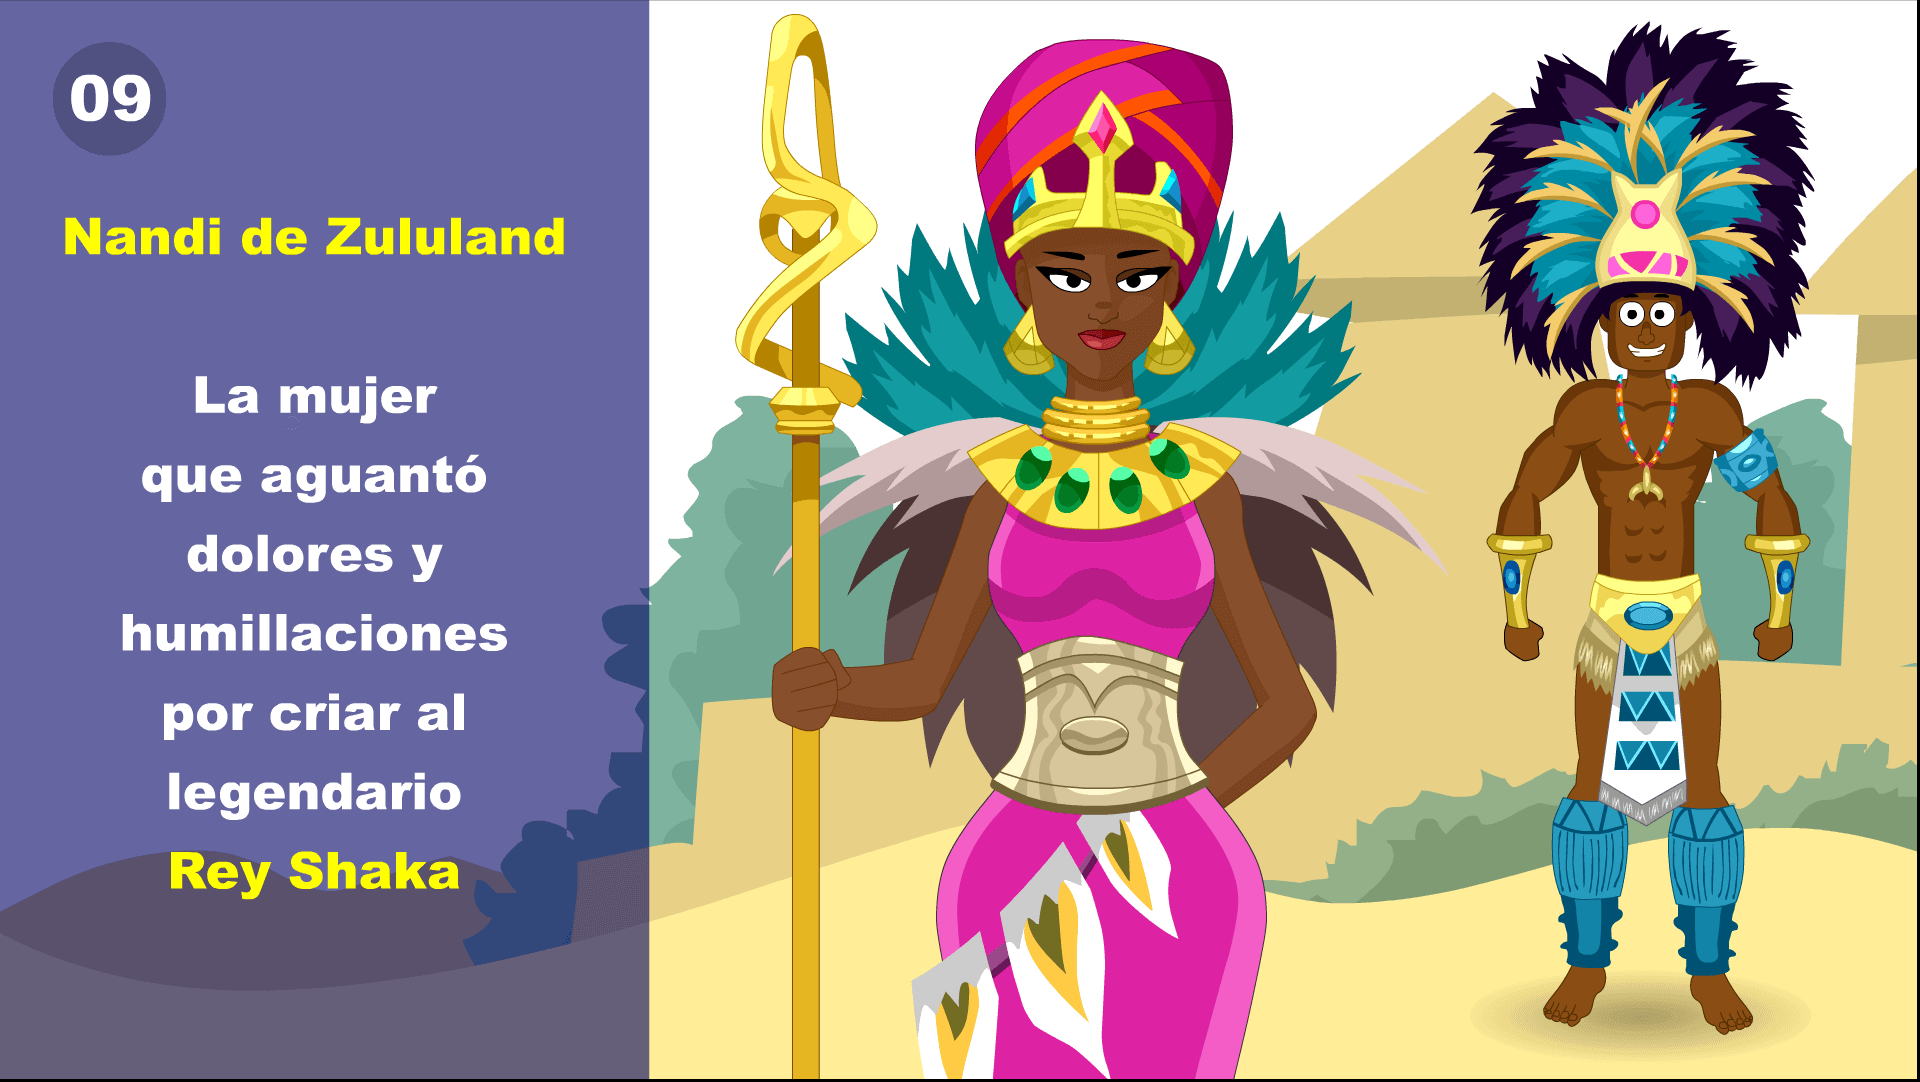 09
Nandi de Zululand
La mujer
que aguantó
dolores y
humillaciones
por criar al
legendario
Rey Shaka